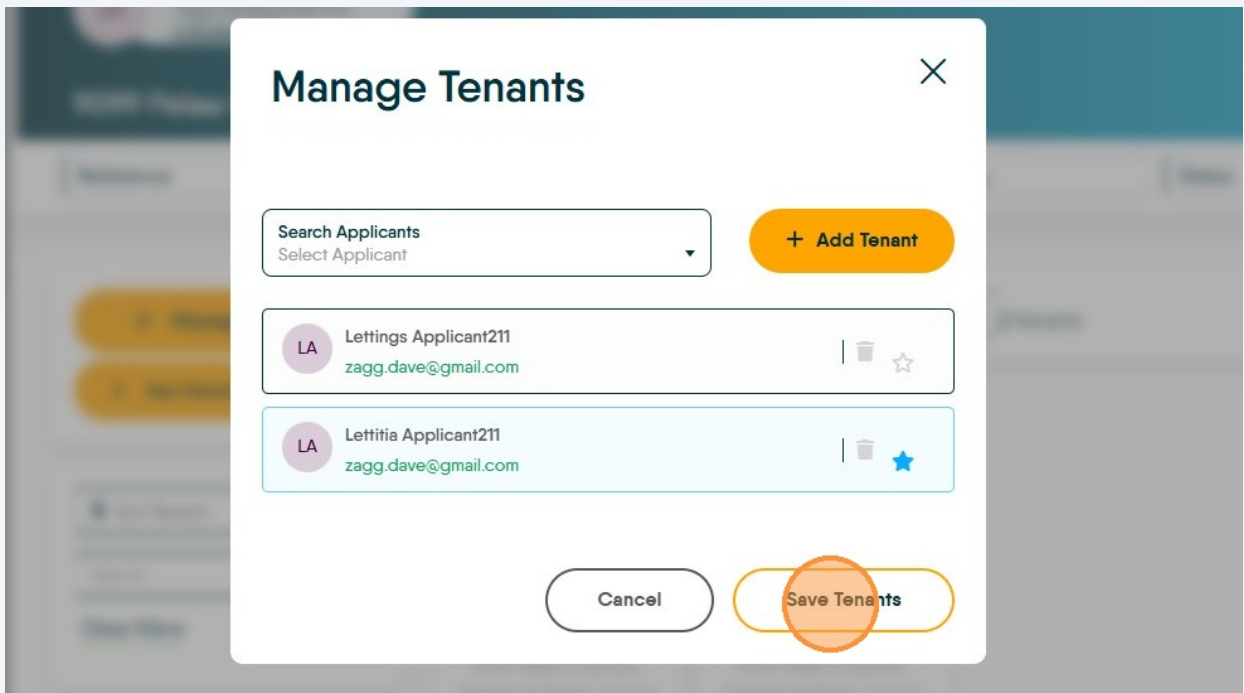 Manage Tenants
Search Applicants
Select Applicant
+ Add Tenant
LA
Lettings Applicant211
zagg.dave@gmail.com
LA
Lettitia Applicant211
zagg.dave@gmail.com
Cancel
Save Tenants